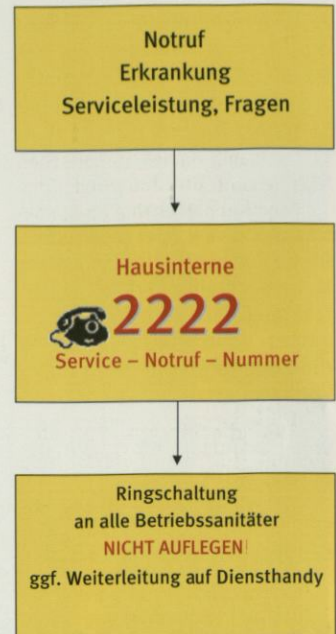 Notruf
Erkrankung
Serviceleistung, Fragen
Hausinterne
2222
Service – Notruf – Nummer
Ringschaltung
an alle Betriebssanitäter
NICHT AUFLEGEN!
ggf. Weiterleitung auf Diensthandy